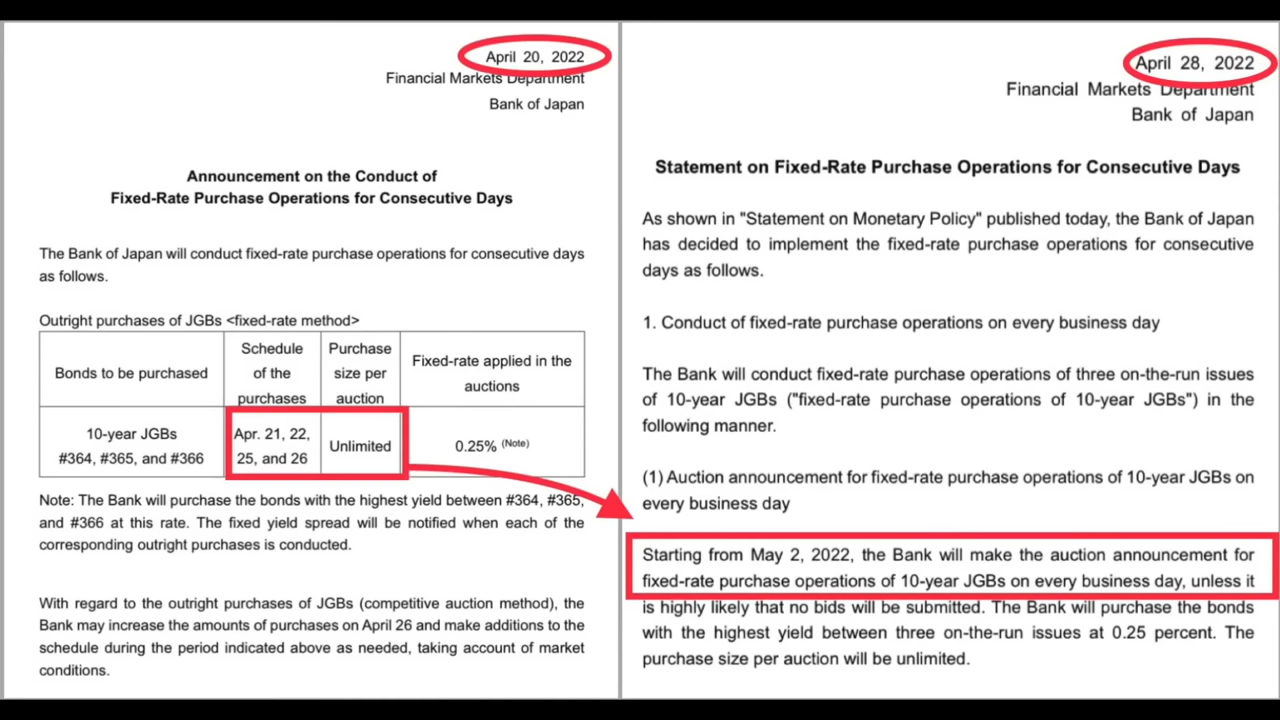 April 20, 2022
Financial Markets Department
Bank of Japan
Announcement on the Conduct of
Fixed-Rate Purchase Operations for Consecutive Days
The Bank of Japan will conduct fixed-rate purchase operations for consecutive days
as follows.
Outright purchases of JGBs <fixed-rate method>
Bonds to be purchased
Schedule
of the
purchases
Purchase
size per
auction
Fixed-rate applied in the
auctions
10-year JGBs
#364, #365, and #366
Apr. 21, 22,
25, and 26
Unlimited
0.25% (Note)
Note: The Bank will purchase the bonds with the highest yield between #364, #365,
and #366 at this rate. The fixed yield spread will be notified when each of the
corresponding outright purchases is conducted.
With regard to the outright purchases of JGBs (competitive auction method), the
Bank may increase the amounts of purchases on April 26 and make additions to the
schedule during the period indicated above as needed, taking account of market
conditions.
April 28, 2022
Financial Markets Department
Bank of Japan
Statement on Fixed-Rate Purchase Operations for Consecutive Days
As shown in "Statement on Monetary Policy" published today, the Bank of Japan
has decided to implement the fixed-rate purchase operations for consecutive
days as follows.
1. Conduct of fixed-rate purchase operations on every business day
The Bank will conduct fixed-rate purchase operations of three on-the-run issues
of 10-year JGBs ("fixed-rate purchase operations of 10-year JGBs") in the
following manner.
(1) Auction announcement for fixed-rate purchase operations of 10-year JGBs on
every business day
Starting from May 2, 2022, the Bank will make the auction announcement for
fixed-rate purchase operations of 10-year JGBs on every business day, unless it
is highly likely that no bids will be submitted. The Bank will purchase the bonds
with the highest yield between three on-the-run issues at 0.25 percent. The
purchase size per auction will be unlimited.